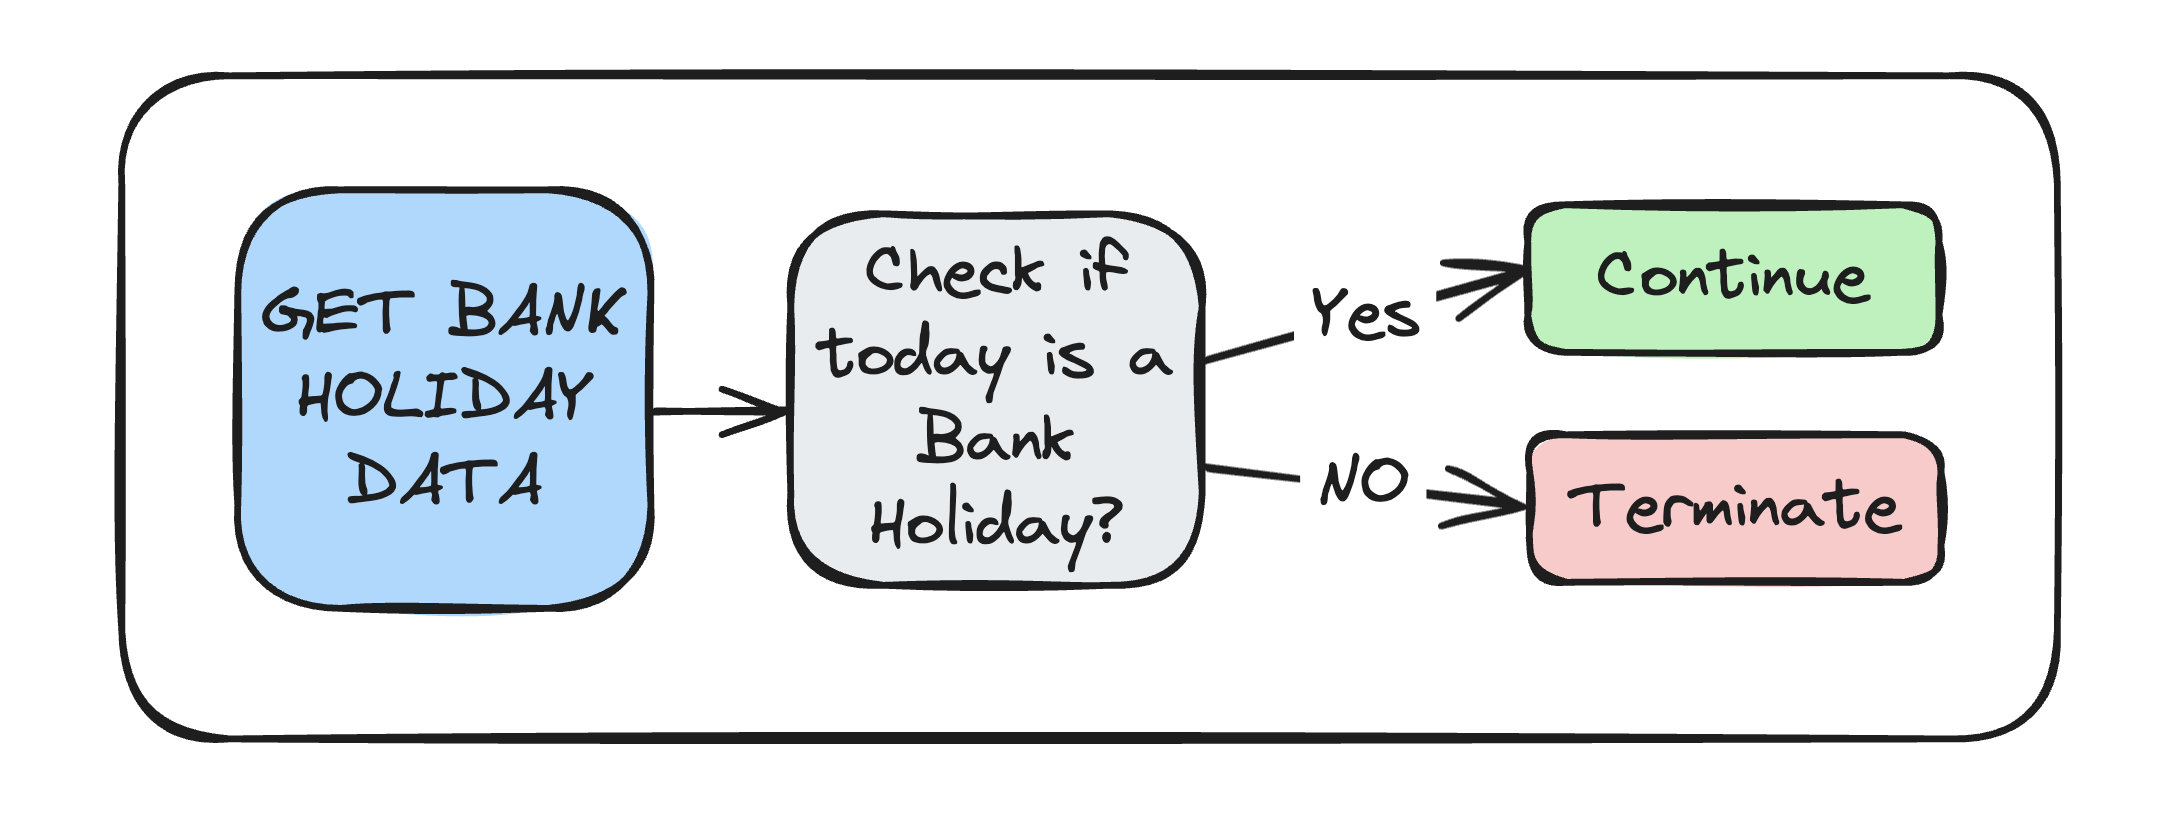 GET BANK
HOLIDAY
DATA
Check if
today is a
Bank
Holiday?
Yes
Continue
NO
Terminate